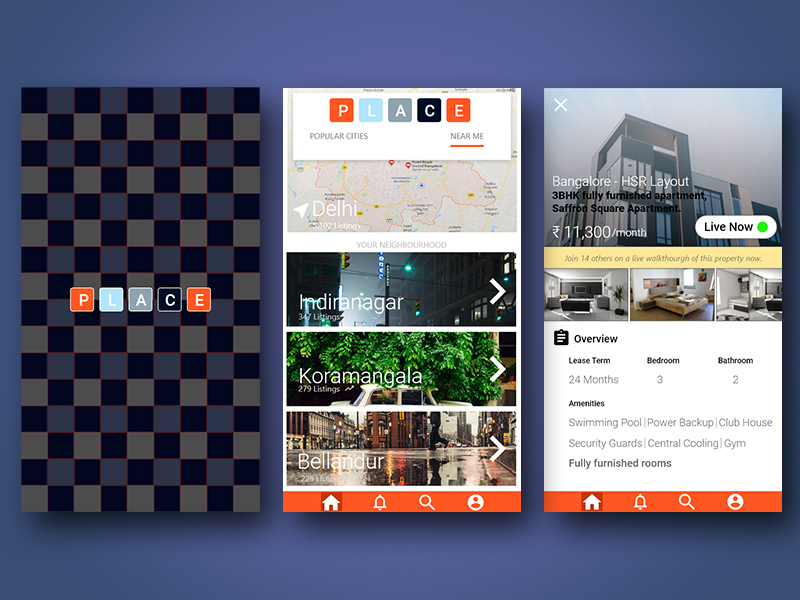 PLACE
PLACE
POPULAR CITIES NEAR ME
Delhi
Listings
YOUR NEIGHBOURHOOD
Indiranagar
347 Listings
Koramangala
279 Listings
Bellandur
Bangalore - HSR Layout
3BHK fully furnished apartment,
Saffron Square Apartment.
₹ 11,300/month
Live Now
Join 14 others on a live walkthourgh of this property now.
Overview
Lease Term Bedroom Bathroom
24 Months 3 2
Amenities
Swimming Pool|Power Backup|Club House
Security Guards|Central Cooling|Gym
Fully furnished rooms